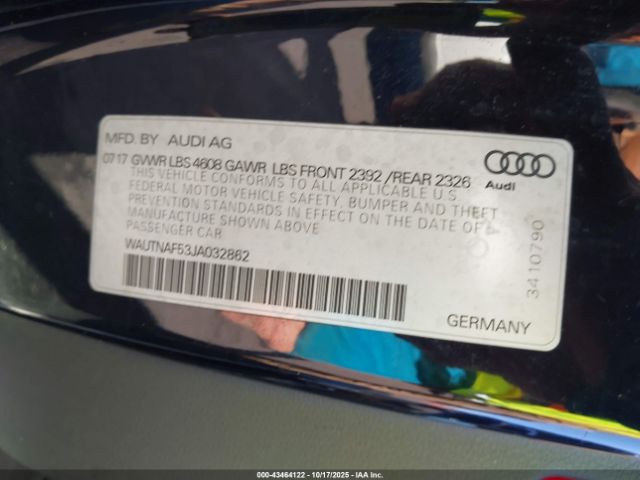 MFD. BY AUDI AG
0717 GVWR LBS 4608 GAWR LBS FRONT 2392 /REAR 2326
THIS VEHICLE CONFORMS TO ALL APPLICABLE U.S
FEDERAL MOTOR VEHICLE SAFETY, BUMPER AND THEFT
PREVENTION STANDARDS IN EFFECT ON THE DATE OF
MANUFACTURE SHOWN ABOVE
PASSENGER CAR
WAUTNAF53JA032862
Audi
3410790
GERMANY
000-43464122 - 10/17/2025 - IAAI.CA